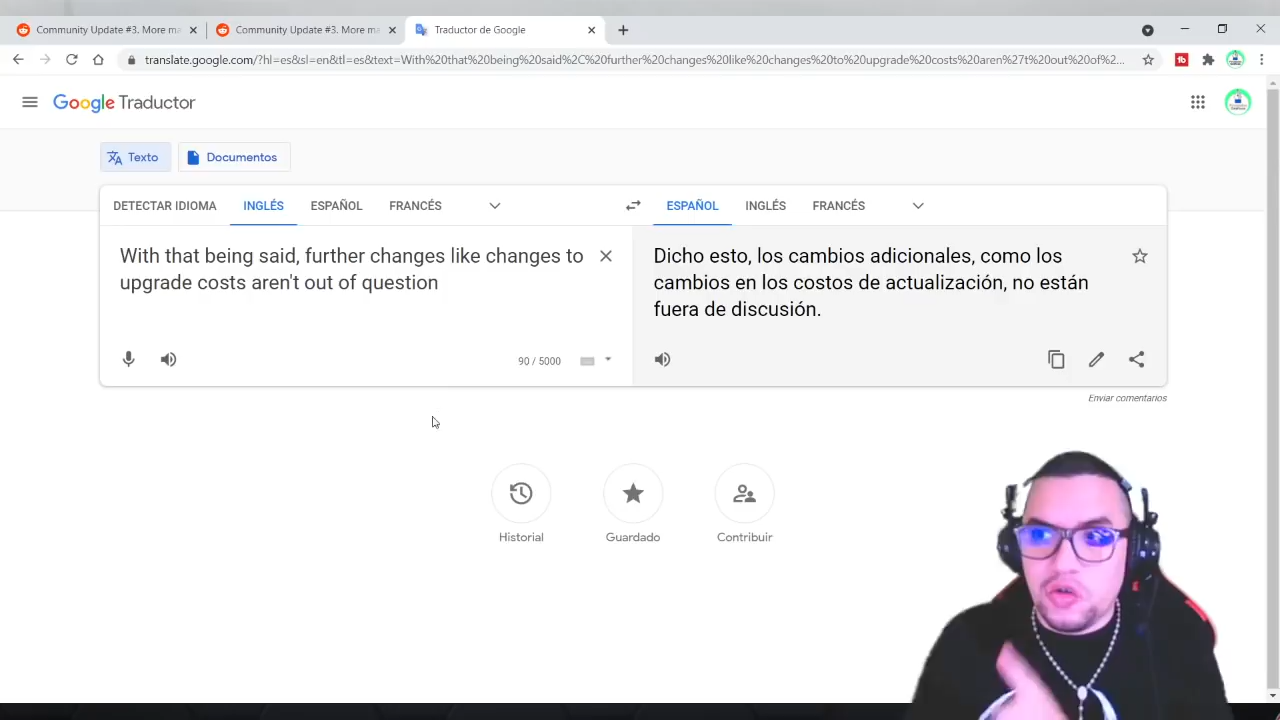 Community Update #3. More ma
Community Update #3. More ma
Traductor de Google
translate.google.com/?hl=es&sl=en&tl=es&text=With%20that%20being%20said%2C%20further%20changes%20like%20changes%20to%20upgrade%20costs%20aren%27t%20out%20of%2...
Google Traductor
Texto
Documentos
DETECTAR IDIOMA INGLÉS ESPAÑOL FRANCÉS
ESPAÑOL INGLÉS FRANCÉS
With that being said, further changes like changes to
upgrade costs aren't out of question
90 / 5000
Dicho esto, los cambios adicionales, como los
cambios en los costos de actualización, no están
fuera de discusión.
Enviar comentarios
Historial
Guardado
Contribuir